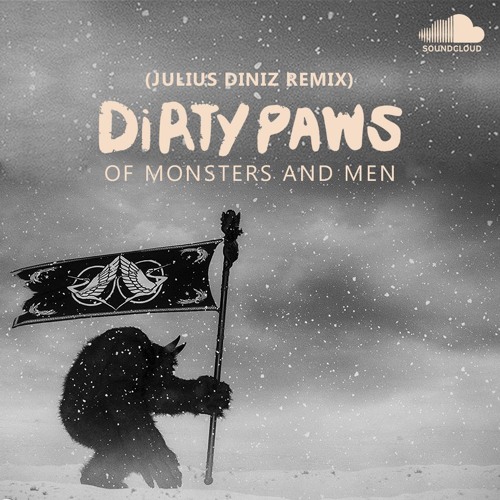 SOUNDCLOUD
(JULIUS DINIZ REMIX)
DiRTY PAWS
OF MONSTERS AND MEN